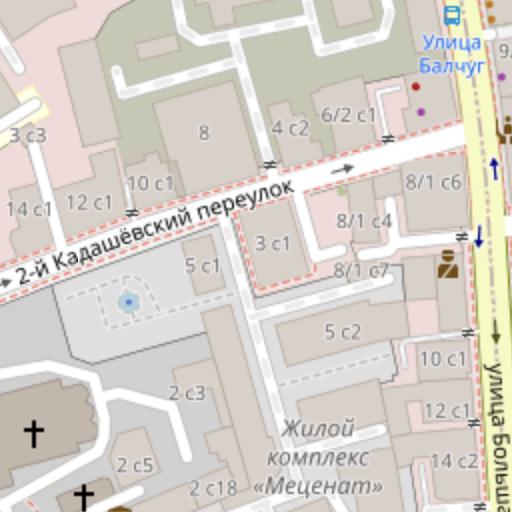 Улица
Балчуг
9/
3 с3
8
4 с2
6/2 с1
14 с1
12 с1
10 с1
8/1 с6
2-й Кадашёвский переулок
8/1 с4
3 с1
5 с1
8/1 с7
5 с2
10 с1
улица Больша
2 с3
12 с1
Жилой
комплекс
«Меценат»
2 с5
14 с2
2 с18